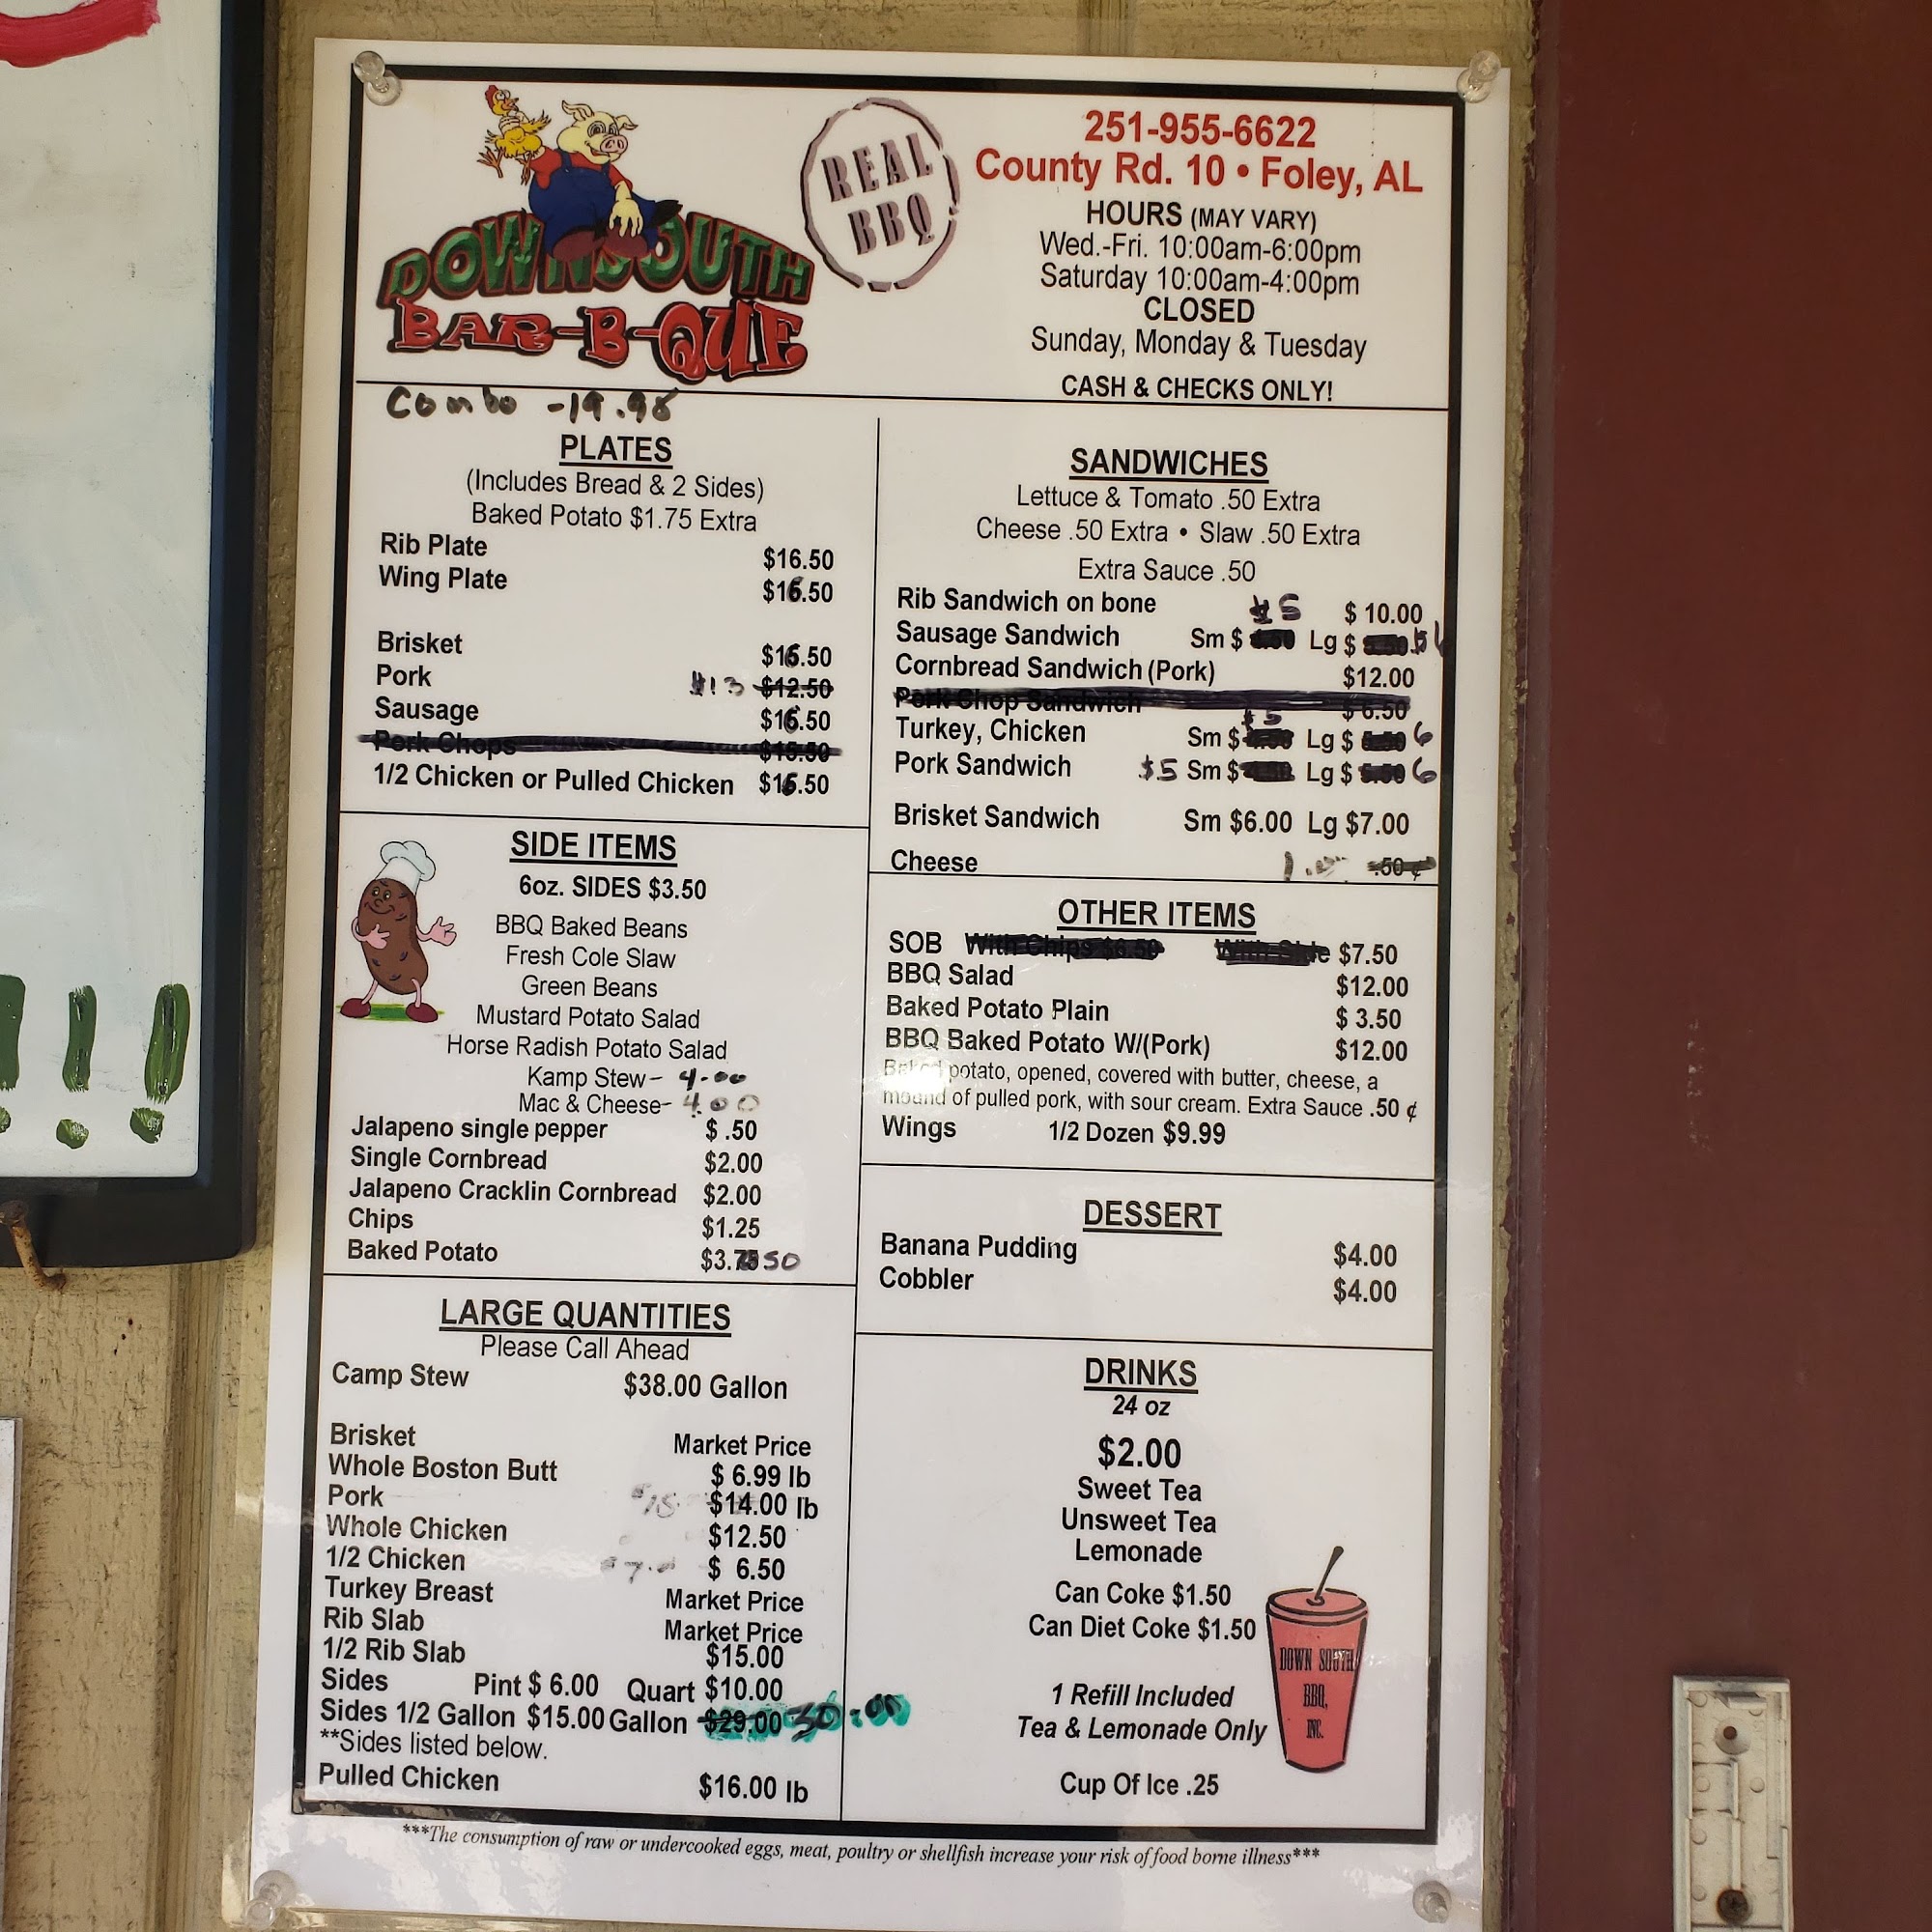 DOWN SOUTH
BAR-B-QUE
REAL
BBQ
251-955-6622
County Rd. 10 • Foley, AL
HOURS (MAY VARY)
Wed.-Fri. 10:00am-6:00pm
Saturday 10:00am-4:00pm
CLOSED
Sunday, Monday & Tuesday
CASH & CHECKS ONLY!
Combo -19.98
PLATES
(Includes Bread & 2 Sides)
Baked Potato $1.75 Extra
Rib Plate $16.50
Wing Plate $16.50
Brisket $16.50
Pork $13 $12.50
Sausage $16.50
Pork Chops $15.50
1/2 Chicken or Pulled Chicken $16.50
SIDE ITEMS
6oz. SIDES $3.50
BBQ Baked Beans
Fresh Cole Slaw
Green Beans
Mustard Potato Salad
Horse Radish Potato Salad
Kamp Stew- 4.00
Mac & Cheese- 4.00
Jalapeno single pepper $ .50
Single Cornbread $2.00
Jalapeno Cracklin Cornbread $2.00
Chips $1.25
Baked Potato $3. 50
LARGE QUANTITIES
Please Call Ahead
Camp Stew $38.00 Gallon
Brisket Market Price
Whole Boston Butt $ 6.99 lb
Pork $15. $14.00 lb
Whole Chicken $12.50
1/2 Chicken $ 6.50
Turkey Breast Market Price
Rib Slab Market Price
1/2 Rib Slab $15.00
Sides Pint $ 6.00 Quart $10.00
Sides 1/2 Gallon $15.00 Gallon $29.00 30.00
**Sides listed below.
Pulled Chicken $16.00 lb
SANDWICHES
Lettuce & Tomato .50 Extra
Cheese .50 Extra • Slaw .50 Extra
Extra Sauce .50
Rib Sandwich on bone $ 10.00
Sausage Sandwich Sm $ $5 Lg $
Cornbread Sandwich (Pork) $12.00
Pork Chop Sandwich $ 6.50
Turkey, Chicken Sm $ $5 Lg $ 6
Pork Sandwich $5 Sm $ Lg $ 6
Brisket Sandwich Sm $6.00 Lg $7.00
Cheese .50 ¢
OTHER ITEMS
SOB With Chips $6.50 With Side $7.50
BBQ Salad $12.00
Baked Potato Plain $ 3.50
BBQ Baked Potato W/(Pork) $12.00
Baked potato, opened, covered with butter, cheese, a
mound of pulled pork, with sour cream. Extra Sauce .50 ¢
Wings 1/2 Dozen $9.99
DESSERT
Banana Pudding $4.00
Cobbler $4.00
DRINKS
24 oz
$2.00
Sweet Tea
Unsweet Tea
Lemonade
Can Coke $1.50
Can Diet Coke $1.50
1 Refill Included
Tea & Lemonade Only
Cup Of Ice .25
DOWN SOUTH
BBQ,
INC.
***The consumption of raw or undercooked eggs, meat, poultry or shellfish increase your risk of food borne illness***